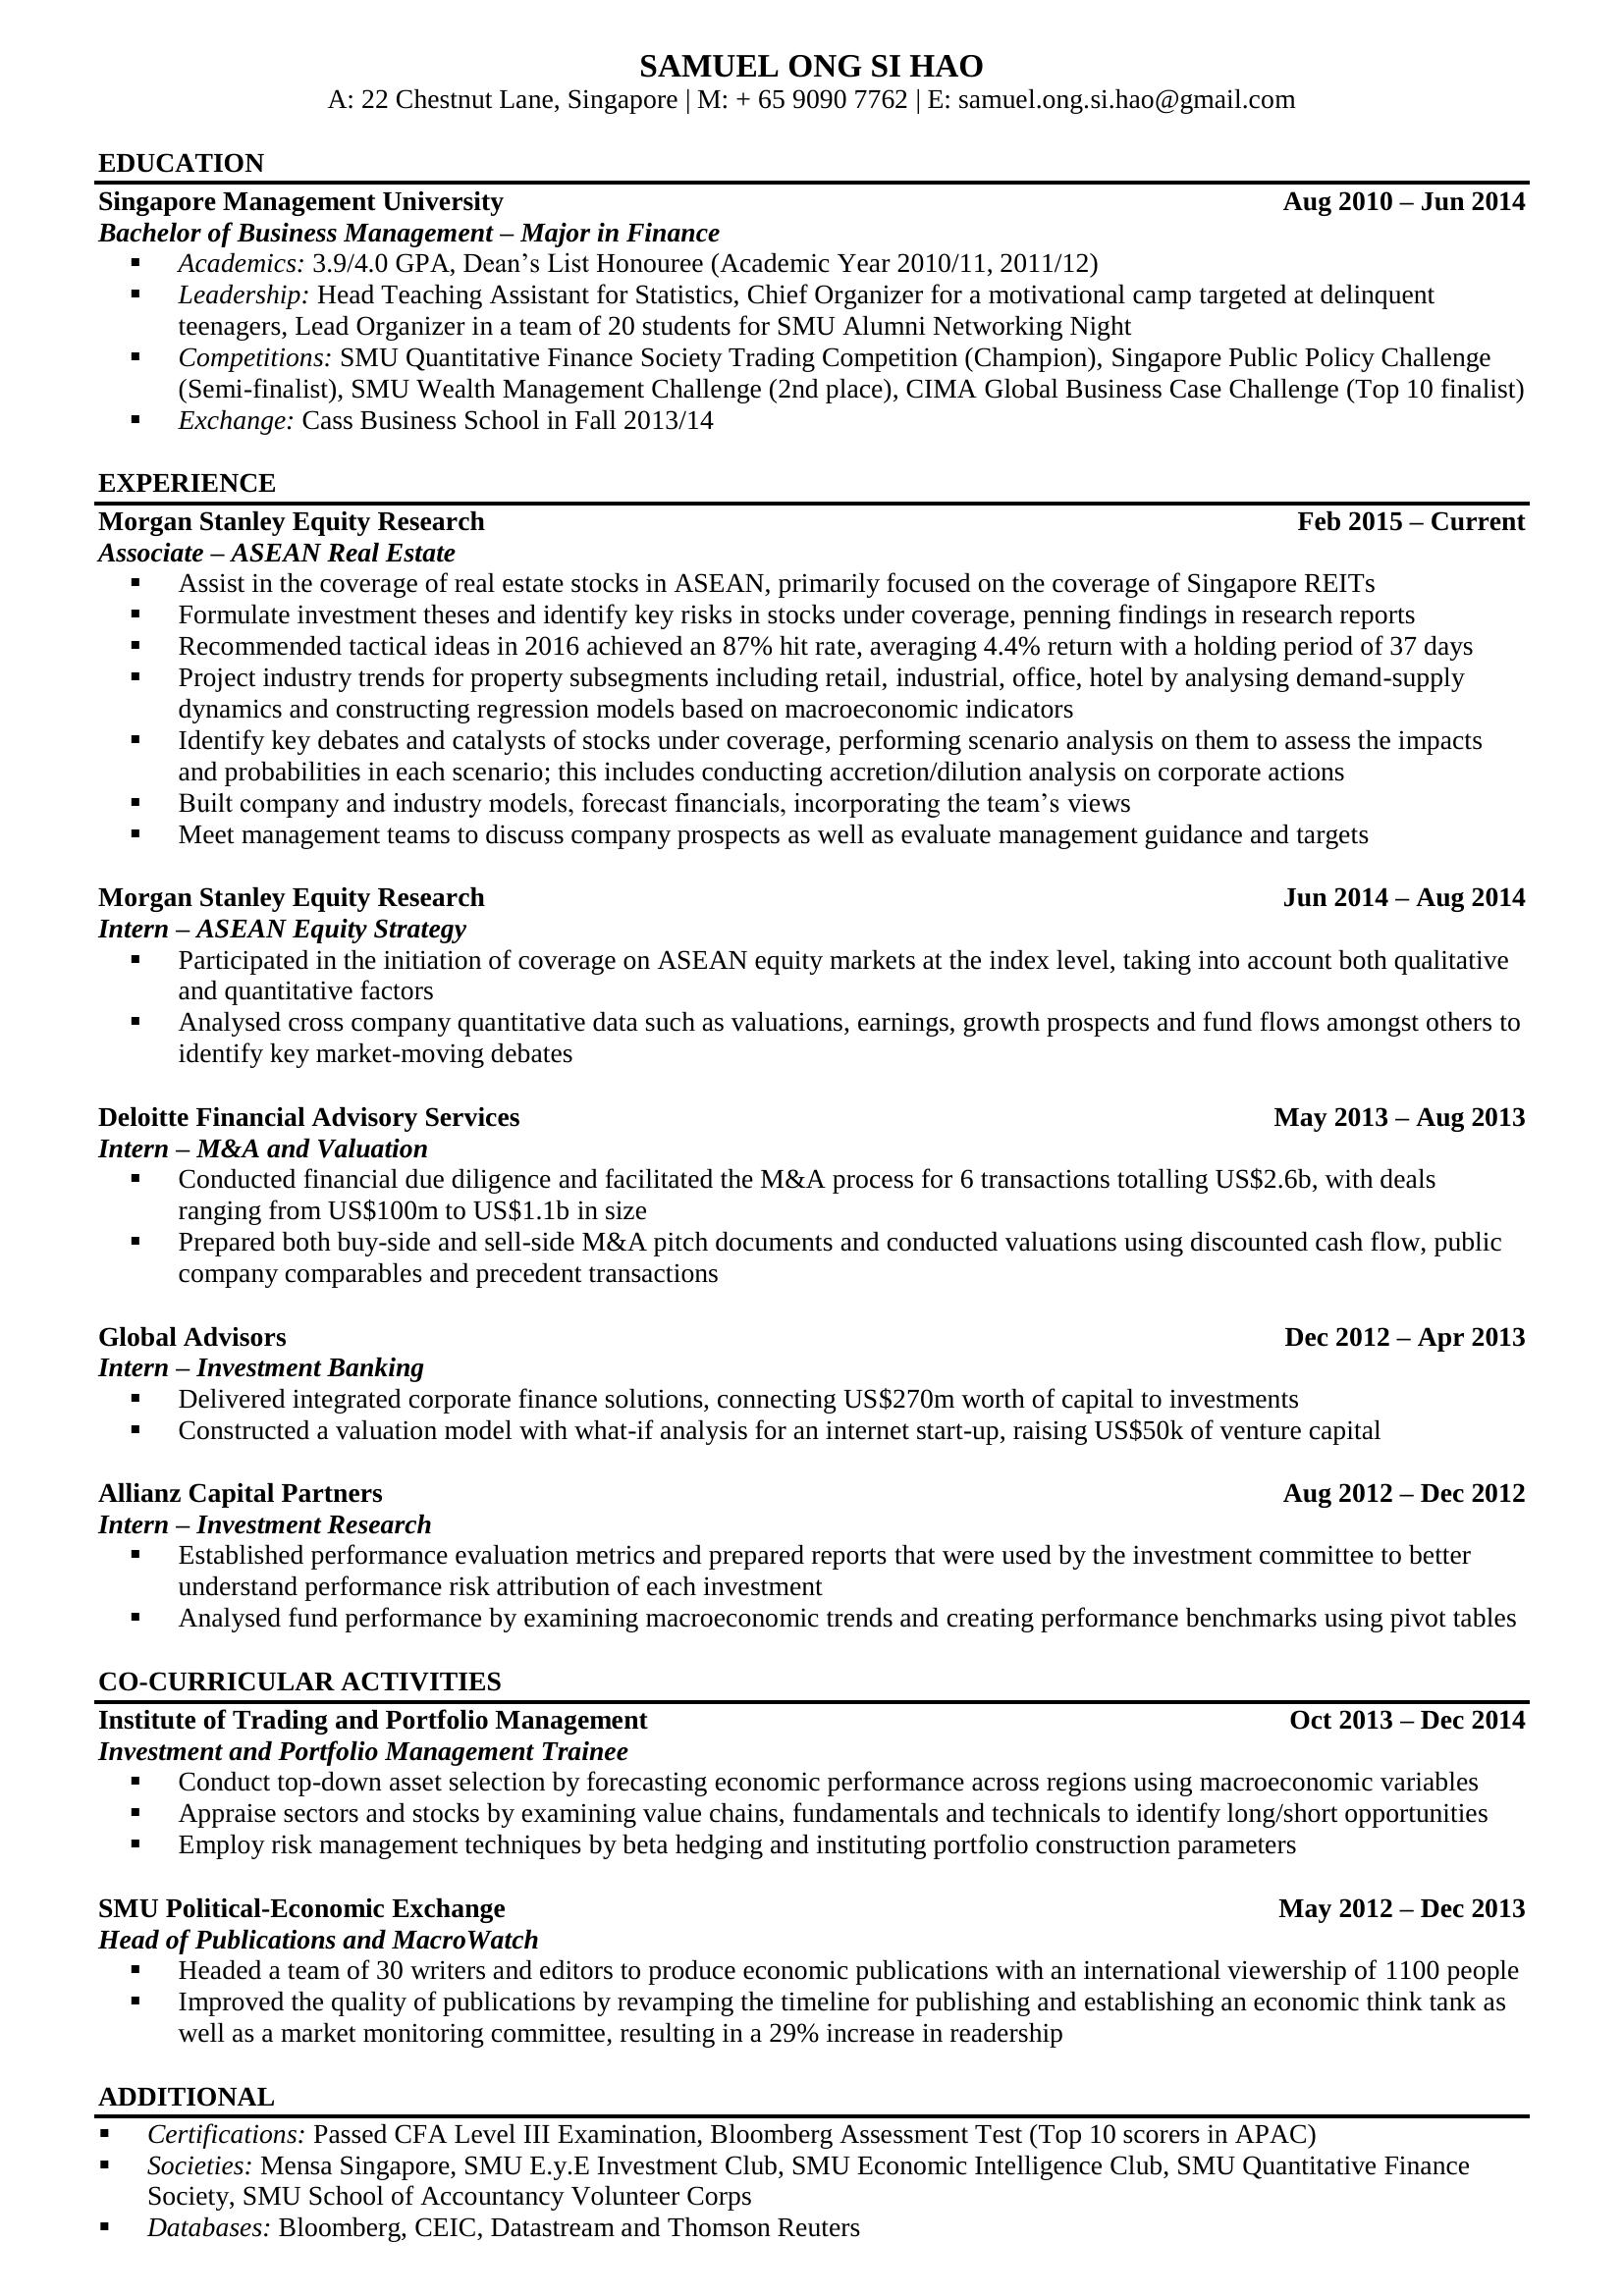 SAMUEL ONG SI HAO
A: 22 Chestnut Lane, Singapore | M: + 65 9090 7762 | E: samuel.ong.si.hao@gmail.com
EDUCATION
Singapore Management University Aug 2010 – Jun 2014
Bachelor of Business Management – Major in Finance
▪ Academics: 3.9/4.0 GPA, Dean’s List Honouree (Academic Year 2010/11, 2011/12)
▪ Leadership: Head Teaching Assistant for Statistics, Chief Organizer for a motivational camp targeted at delinquent
teenagers, Lead Organizer in a team of 20 students for SMU Alumni Networking Night
▪ Competitions: SMU Quantitative Finance Society Trading Competition (Champion), Singapore Public Policy Challenge
(Semi-finalist), SMU Wealth Management Challenge (2nd place), CIMA Global Business Case Challenge (Top 10 finalist)
▪ Exchange: Cass Business School in Fall 2013/14
EXPERIENCE
Morgan Stanley Equity Research Feb 2015 – Current
Associate – ASEAN Real Estate
▪ Assist in the coverage of real estate stocks in ASEAN, primarily focused on the coverage of Singapore REITs
▪ Formulate investment theses and identify key risks in stocks under coverage, penning findings in research reports
▪ Recommended tactical ideas in 2016 achieved an 87% hit rate, averaging 4.4% return with a holding period of 37 days
▪ Project industry trends for property subsegments including retail, industrial, office, hotel by analysing demand-supply
dynamics and constructing regression models based on macroeconomic indicators
▪ Identify key debates and catalysts of stocks under coverage, performing scenario analysis on them to assess the impacts
and probabilities in each scenario; this includes conducting accretion/dilution analysis on corporate actions
▪ Built company and industry models, forecast financials, incorporating the team’s views
▪ Meet management teams to discuss company prospects as well as evaluate management guidance and targets
Morgan Stanley Equity Research Jun 2014 – Aug 2014
Intern – ASEAN Equity Strategy
▪ Participated in the initiation of coverage on ASEAN equity markets at the index level, taking into account both qualitative
and quantitative factors
▪ Analysed cross company quantitative data such as valuations, earnings, growth prospects and fund flows amongst others to
identify key market-moving debates
Deloitte Financial Advisory Services May 2013 – Aug 2013
Intern – M&A and Valuation
▪ Conducted financial due diligence and facilitated the M&A process for 6 transactions totalling US$2.6b, with deals
ranging from US$100m to US$1.1b in size
▪ Prepared both buy-side and sell-side M&A pitch documents and conducted valuations using discounted cash flow, public
company comparables and precedent transactions
Global Advisors Dec 2012 – Apr 2013
Intern – Investment Banking
▪ Delivered integrated corporate finance solutions, connecting US$270m worth of capital to investments
▪ Constructed a valuation model with what-if analysis for an internet start-up, raising US$50k of venture capital
Allianz Capital Partners Aug 2012 – Dec 2012
Intern – Investment Research
▪ Established performance evaluation metrics and prepared reports that were used by the investment committee to better
understand performance risk attribution of each investment
▪ Analysed fund performance by examining macroeconomic trends and creating performance benchmarks using pivot tables
CO-CURRICULAR ACTIVITIES
Institute of Trading and Portfolio Management Oct 2013 – Dec 2014
Investment and Portfolio Management Trainee
▪ Conduct top-down asset selection by forecasting economic performance across regions using macroeconomic variables
▪ Appraise sectors and stocks by examining value chains, fundamentals and technicals to identify long/short opportunities
▪ Employ risk management techniques by beta hedging and instituting portfolio construction parameters
SMU Political-Economic Exchange May 2012 – Dec 2013
Head of Publications and MacroWatch
▪ Headed a team of 30 writers and editors to produce economic publications with an international viewership of 1100 people
▪ Improved the quality of publications by revamping the timeline for publishing and establishing an economic think tank as
well as a market monitoring committee, resulting in a 29% increase in readership
ADDITIONAL
▪ Certifications: Passed CFA Level III Examination, Bloomberg Assessment Test (Top 10 scorers in APAC)
▪ Societies: Mensa Singapore, SMU E.y.E Investment Club, SMU Economic Intelligence Club, SMU Quantitative Finance
Society, SMU School of Accountancy Volunteer Corps
▪ Databases: Bloomberg, CEIC, Datastream and Thomson Reuters